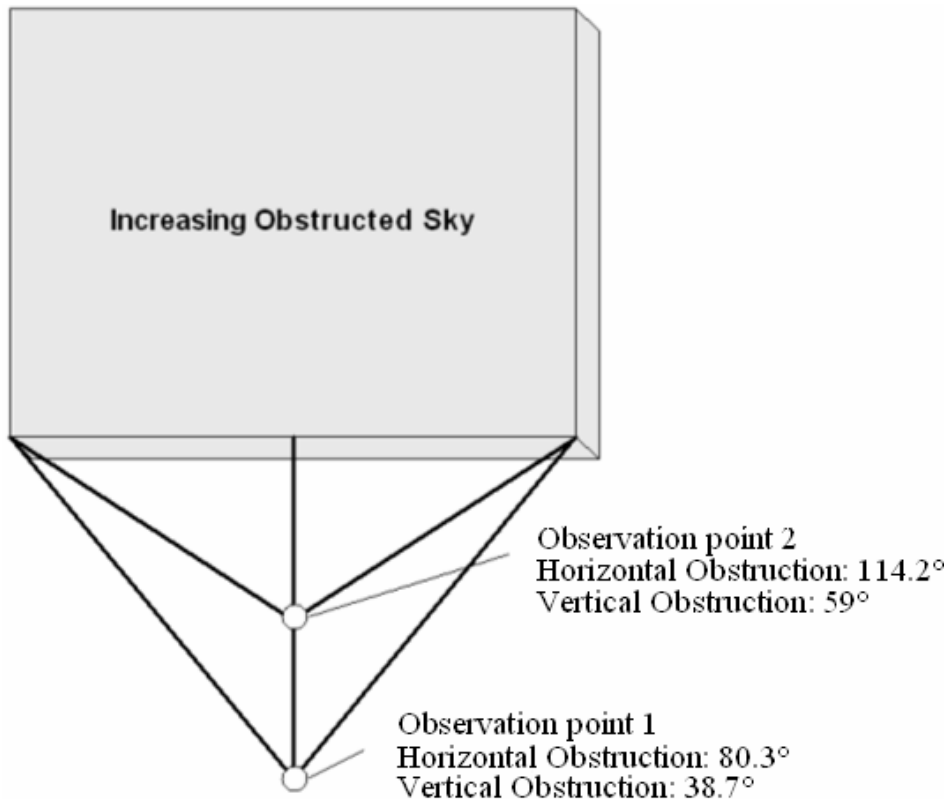 Increasing Obstructed Sky
Observation point 2
Horizontal Obstruction: 114.2°
Vertical Obstruction: 59°
Observation point 1
Horizontal Obstruction: 80.3°
Vertical Obstruction: 38.7°